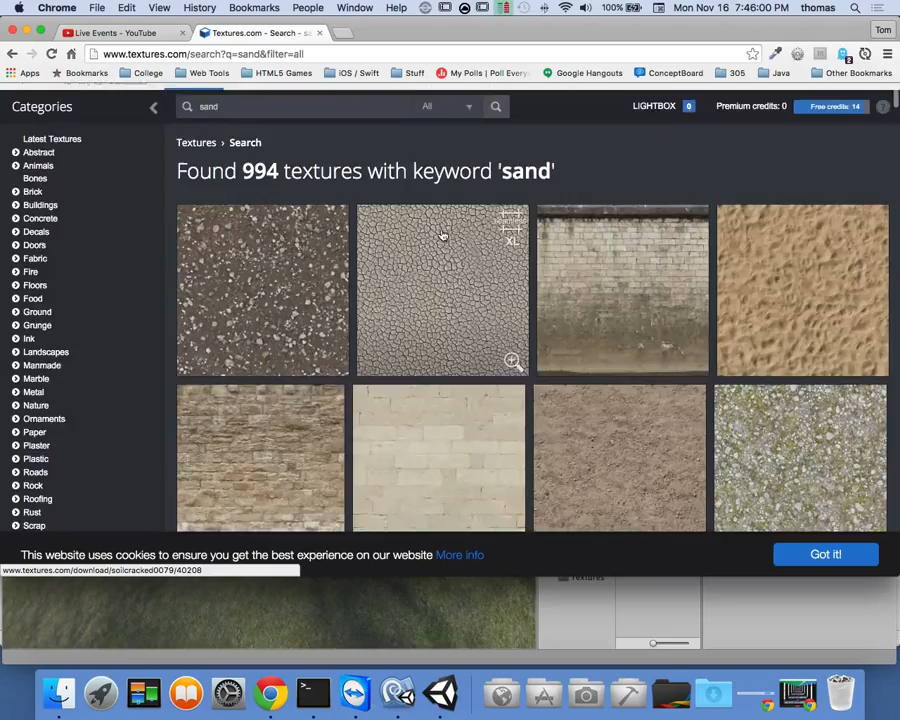 Chrome File Edit View History Bookmarks People Window Help 100% Mon Nov 16 7:46:00 PM thomas
Live Events - YouTube Textures.com - Search - sa Tom
www.textures.com/search?q=sand&filter=all
Apps Bookmarks College Web Tools HTML5 Games iOS / Swift Stuff My Polls | Poll Every Google Hangouts ConceptBoard 305 Java Other Bookmarks
Categories sand All LIGHTBOX 0 Premium credits: 0 Free credits: 14 ?
Textures › Search
Found 994 textures with keyword 'sand'
Latest Textures
Abstract
Animals
Bones
Brick
Buildings
Concrete
Decals
Doors
Fabric
Fire
Floors
Food
Ground
Grunge
Ink
Landscapes
Manmade
Marble
Metal
Nature
Ornaments
Paper
Plaster
Plastic
Roads
Rock
Roofing
Rust
Scrap
XL
This website uses cookies to ensure you get the best experience on our website More info Got it!
www.textures.com/download/soilcracked0079/40208
Textures